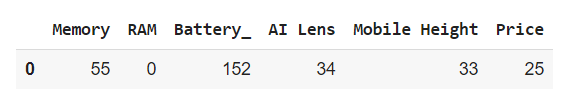 Memory RAM Battery_ AI Lens Mobile Height Price
0 55 0 152 34 33 25